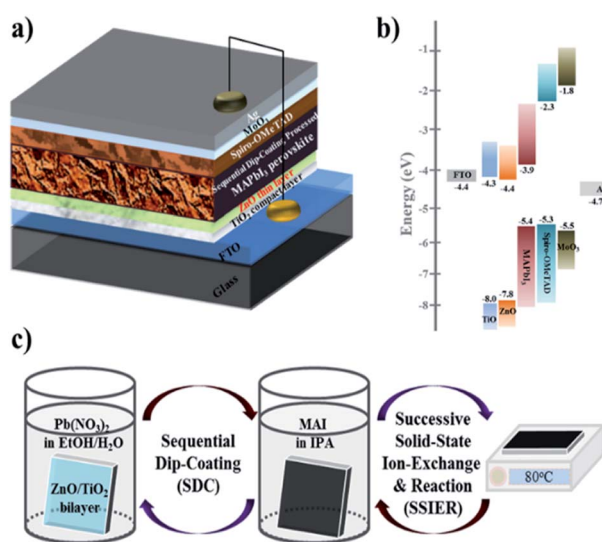 a)
Ag
MoOx
Spiro-OMeTAD
Sequential Dip-Coating, Processed
MAPbI3 perovskite
ZnO thin layer
TiO2 compact layer
FTO
Glass
b)
Energy (eV)
-1
-2
-3
-4
-5
-6
-7
-8
FTO
-4.4
-4.3
-4.4
-3.9
-2.3
-1.8
A
-4.7
-8.0
TiO
-7.8
ZnO
-5.4
MAPbI3
-5.3
Spiro-OMeTAD
-5.5
MoO3
c)
Pb(NO3)2
in EtOH/H2O
ZnO/TiO2
bilayer
Sequential
Dip-Coating
(SDC)
MAI
in IPA
Successive
Solid-State
Ion-Exchange
& Reaction
(SSIER)
80°C